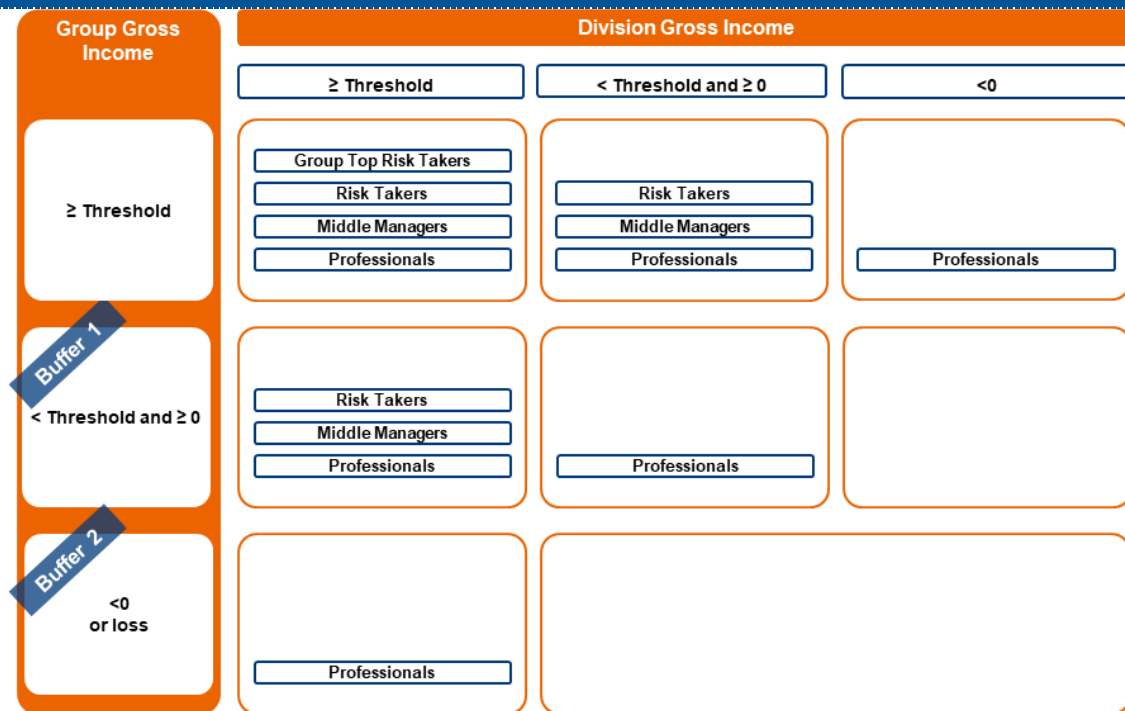 Group Gross
Income
Division Gross Income
≥ Threshold
< Threshold and ≥ 0
<0
≥ Threshold
Group Top Risk Takers
Risk Takers
Middle Managers
Professionals
Risk Takers
Middle Managers
Professionals
Professionals
Buffer 1
< Threshold and ≥ 0
Risk Takers
Middle Managers
Professionals
Professionals
Buffer 2
<0
or loss
Professionals